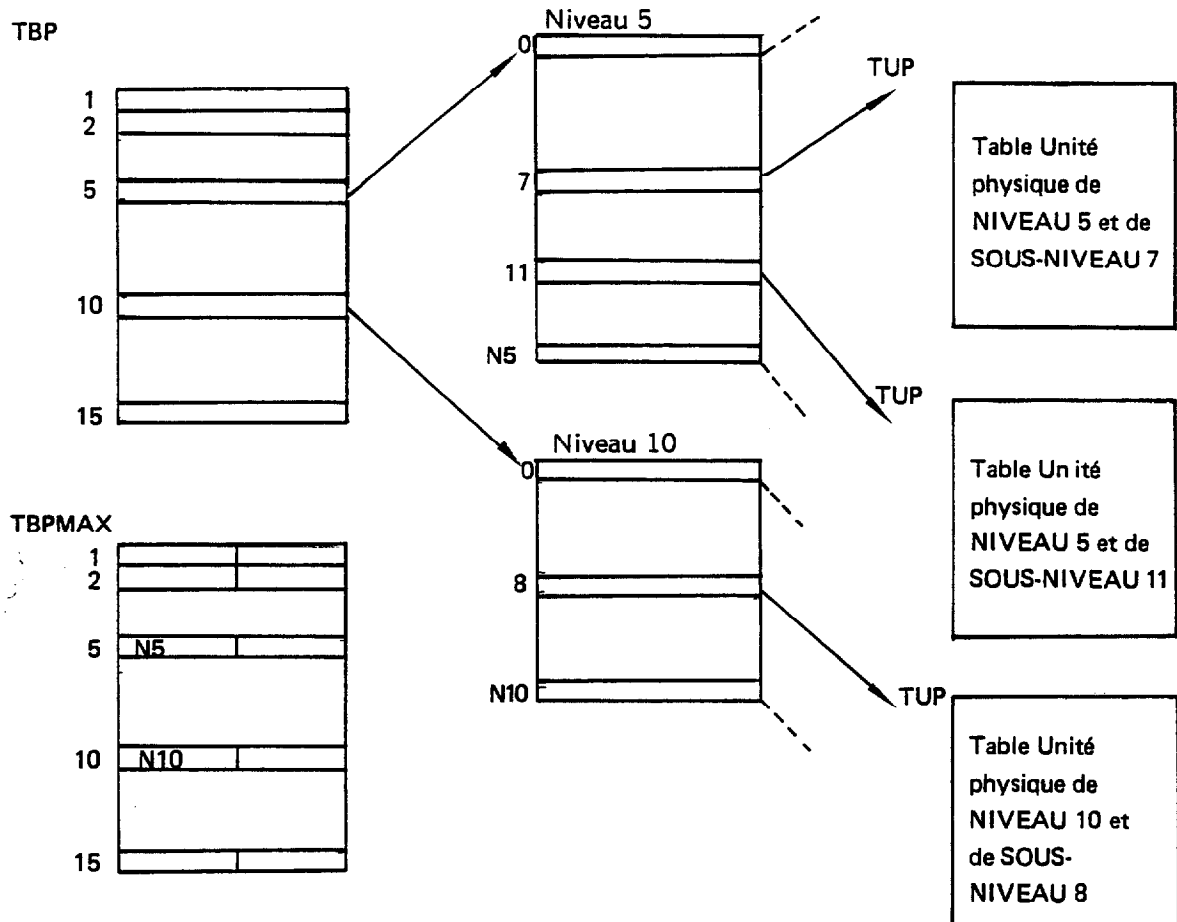 TBP
1
2
5
10
15
TBPMAX
1
2
5 N5
10 N10
15
Niveau 5
0
7
11
N5
Niveau 10
0
8
N10
TUP
Table Unité
physique de
NIVEAU 5 et de
SOUS-NIVEAU 7
TUP
Table Un ité
physique de
NIVEAU 5 et de
SOUS-NIVEAU 11
TUP
Table Unité
physique de
NIVEAU 10 et
de SOUS-
NIVEAU 8